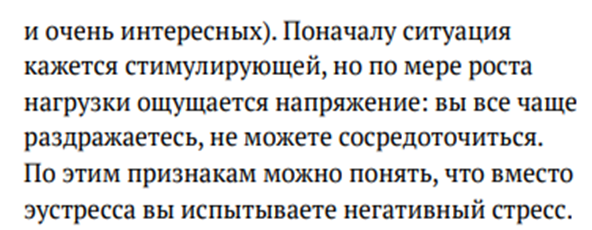 и очень интересных). Поначалу ситуация
кажется стимулирующей, но по мере роста
нагрузки ощущается напряжение: вы все чаще
раздражаетесь, не можете сосредоточиться.
По этим признакам можно понять, что вместо
эустресса вы испытываете негативный стресс.